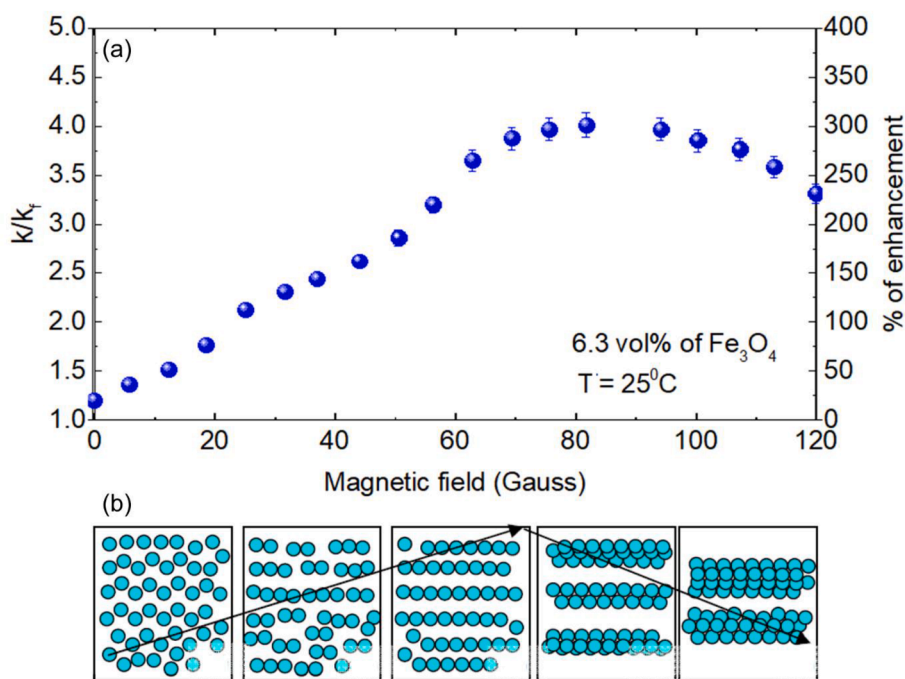 (a)
5.0
4.5
4.0
3.5
3.0
2.5
2.0
1.5
1.0
k/k_f
400
350
300
250
200
150
100
50
0
% of enhancement
6.3 vol% of Fe₃O₄
T = 25⁰C
0 20 40 60 80 100 120
Magnetic field (Gauss)
(b)